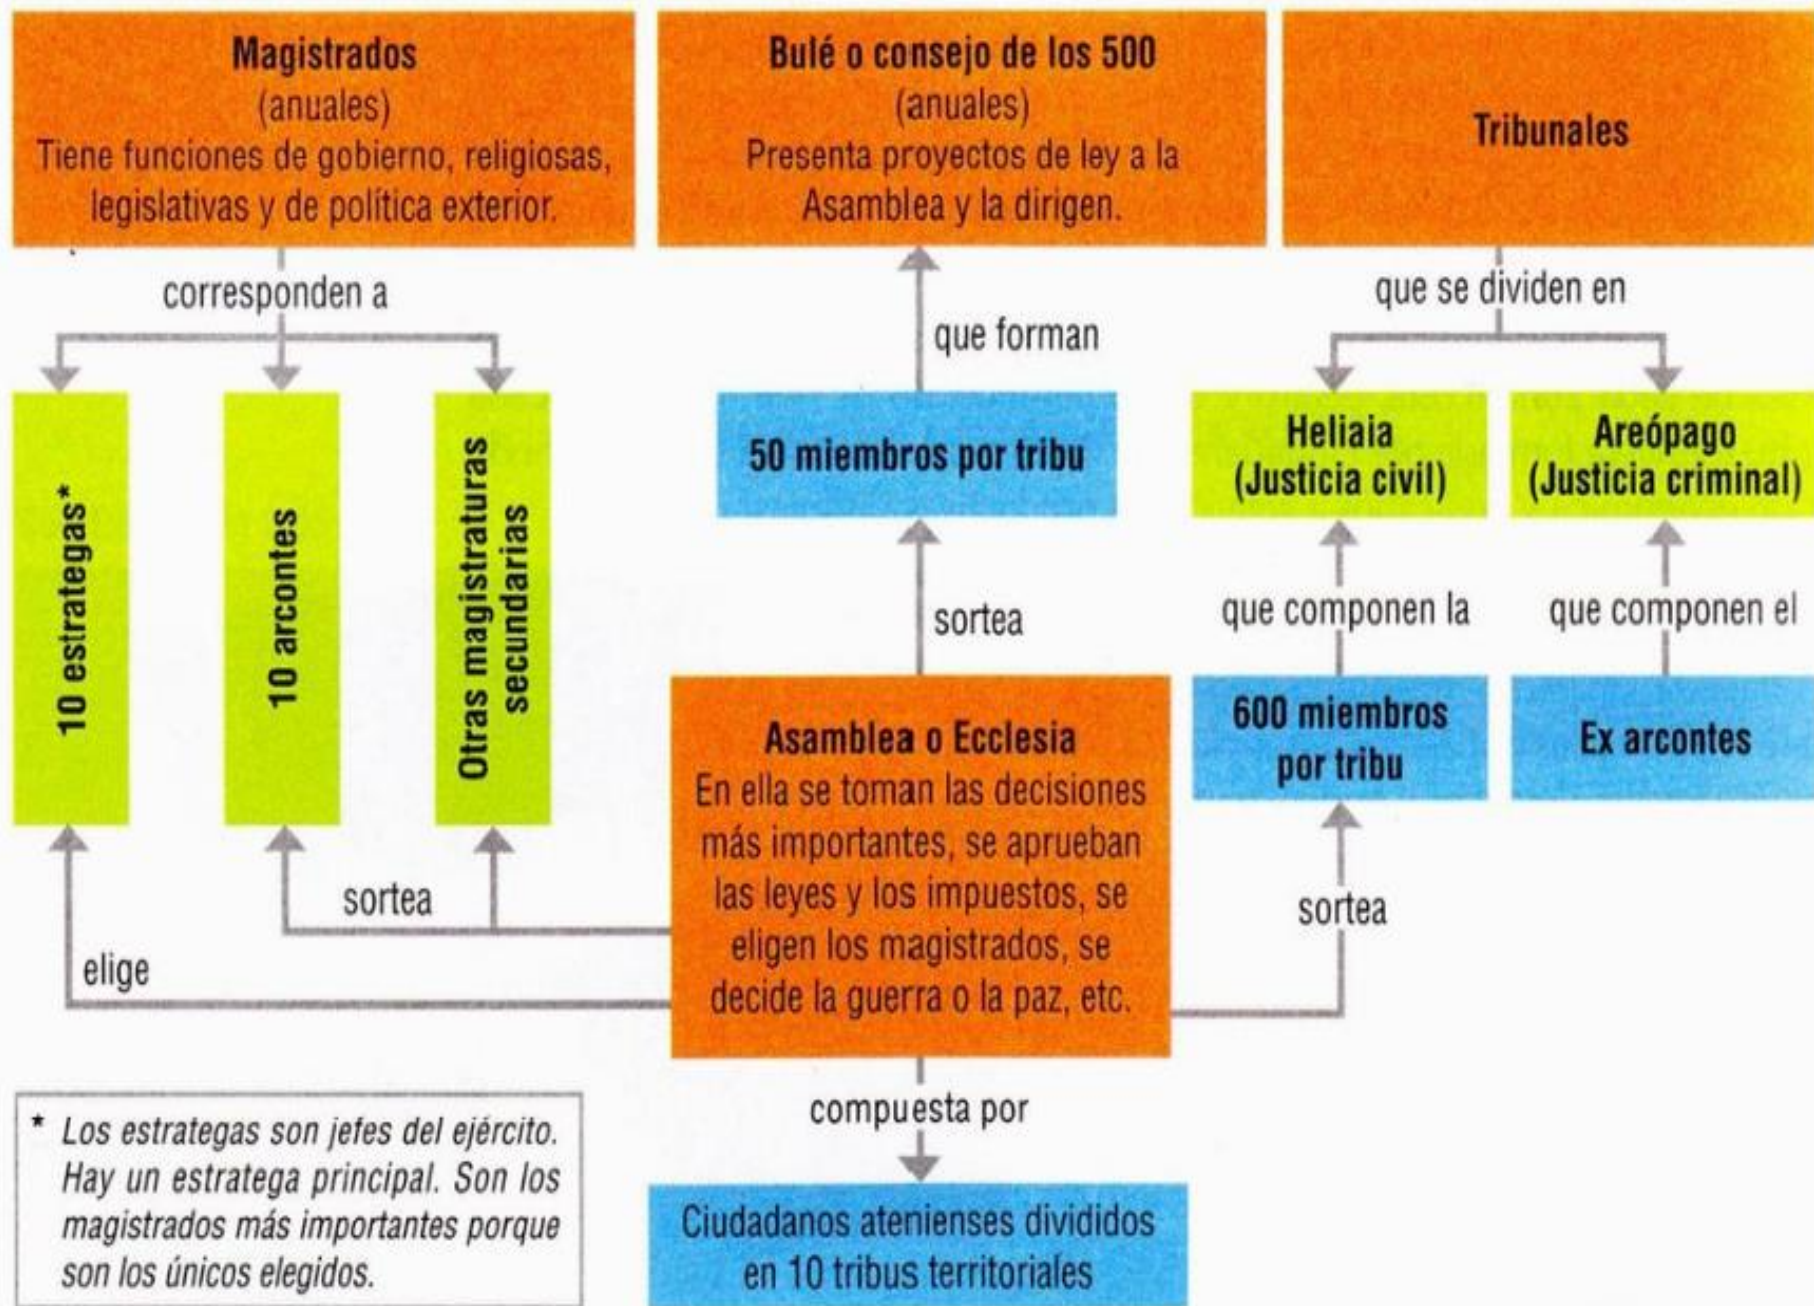 Magistrados
(anuales)
Tiene funciones de gobierno, religiosas,
legislativas y de política exterior.
Bulé o consejo de los 500
(anuales)
Presenta proyectos de ley a la
Asamblea y la dirigen.
Tribunales
corresponden a
que forman
que se dividen en
10 estrategas*
10 arcontes
Otras magistraturas
secundarias
50 miembros por tribu
Heliaia
(Justicia civil)
Areópago
(Justicia criminal)
sortea
que componen la
que componen el
Asamblea o Ecclesia
En ella se toman las decisiones
más importantes, se aprueban
las leyes y los impuestos, se
eligen los magistrados, se
decide la guerra o la paz, etc.
600 miembros
por tribu
Ex arcontes
sortea
elige
sortea
compuesta por
Ciudadanos atenienses divididos
en 10 tribus territoriales
* Los estrategas son jefes del ejército.
Hay un estratega principal. Son los
magistrados más importantes porque
son los únicos elegidos.